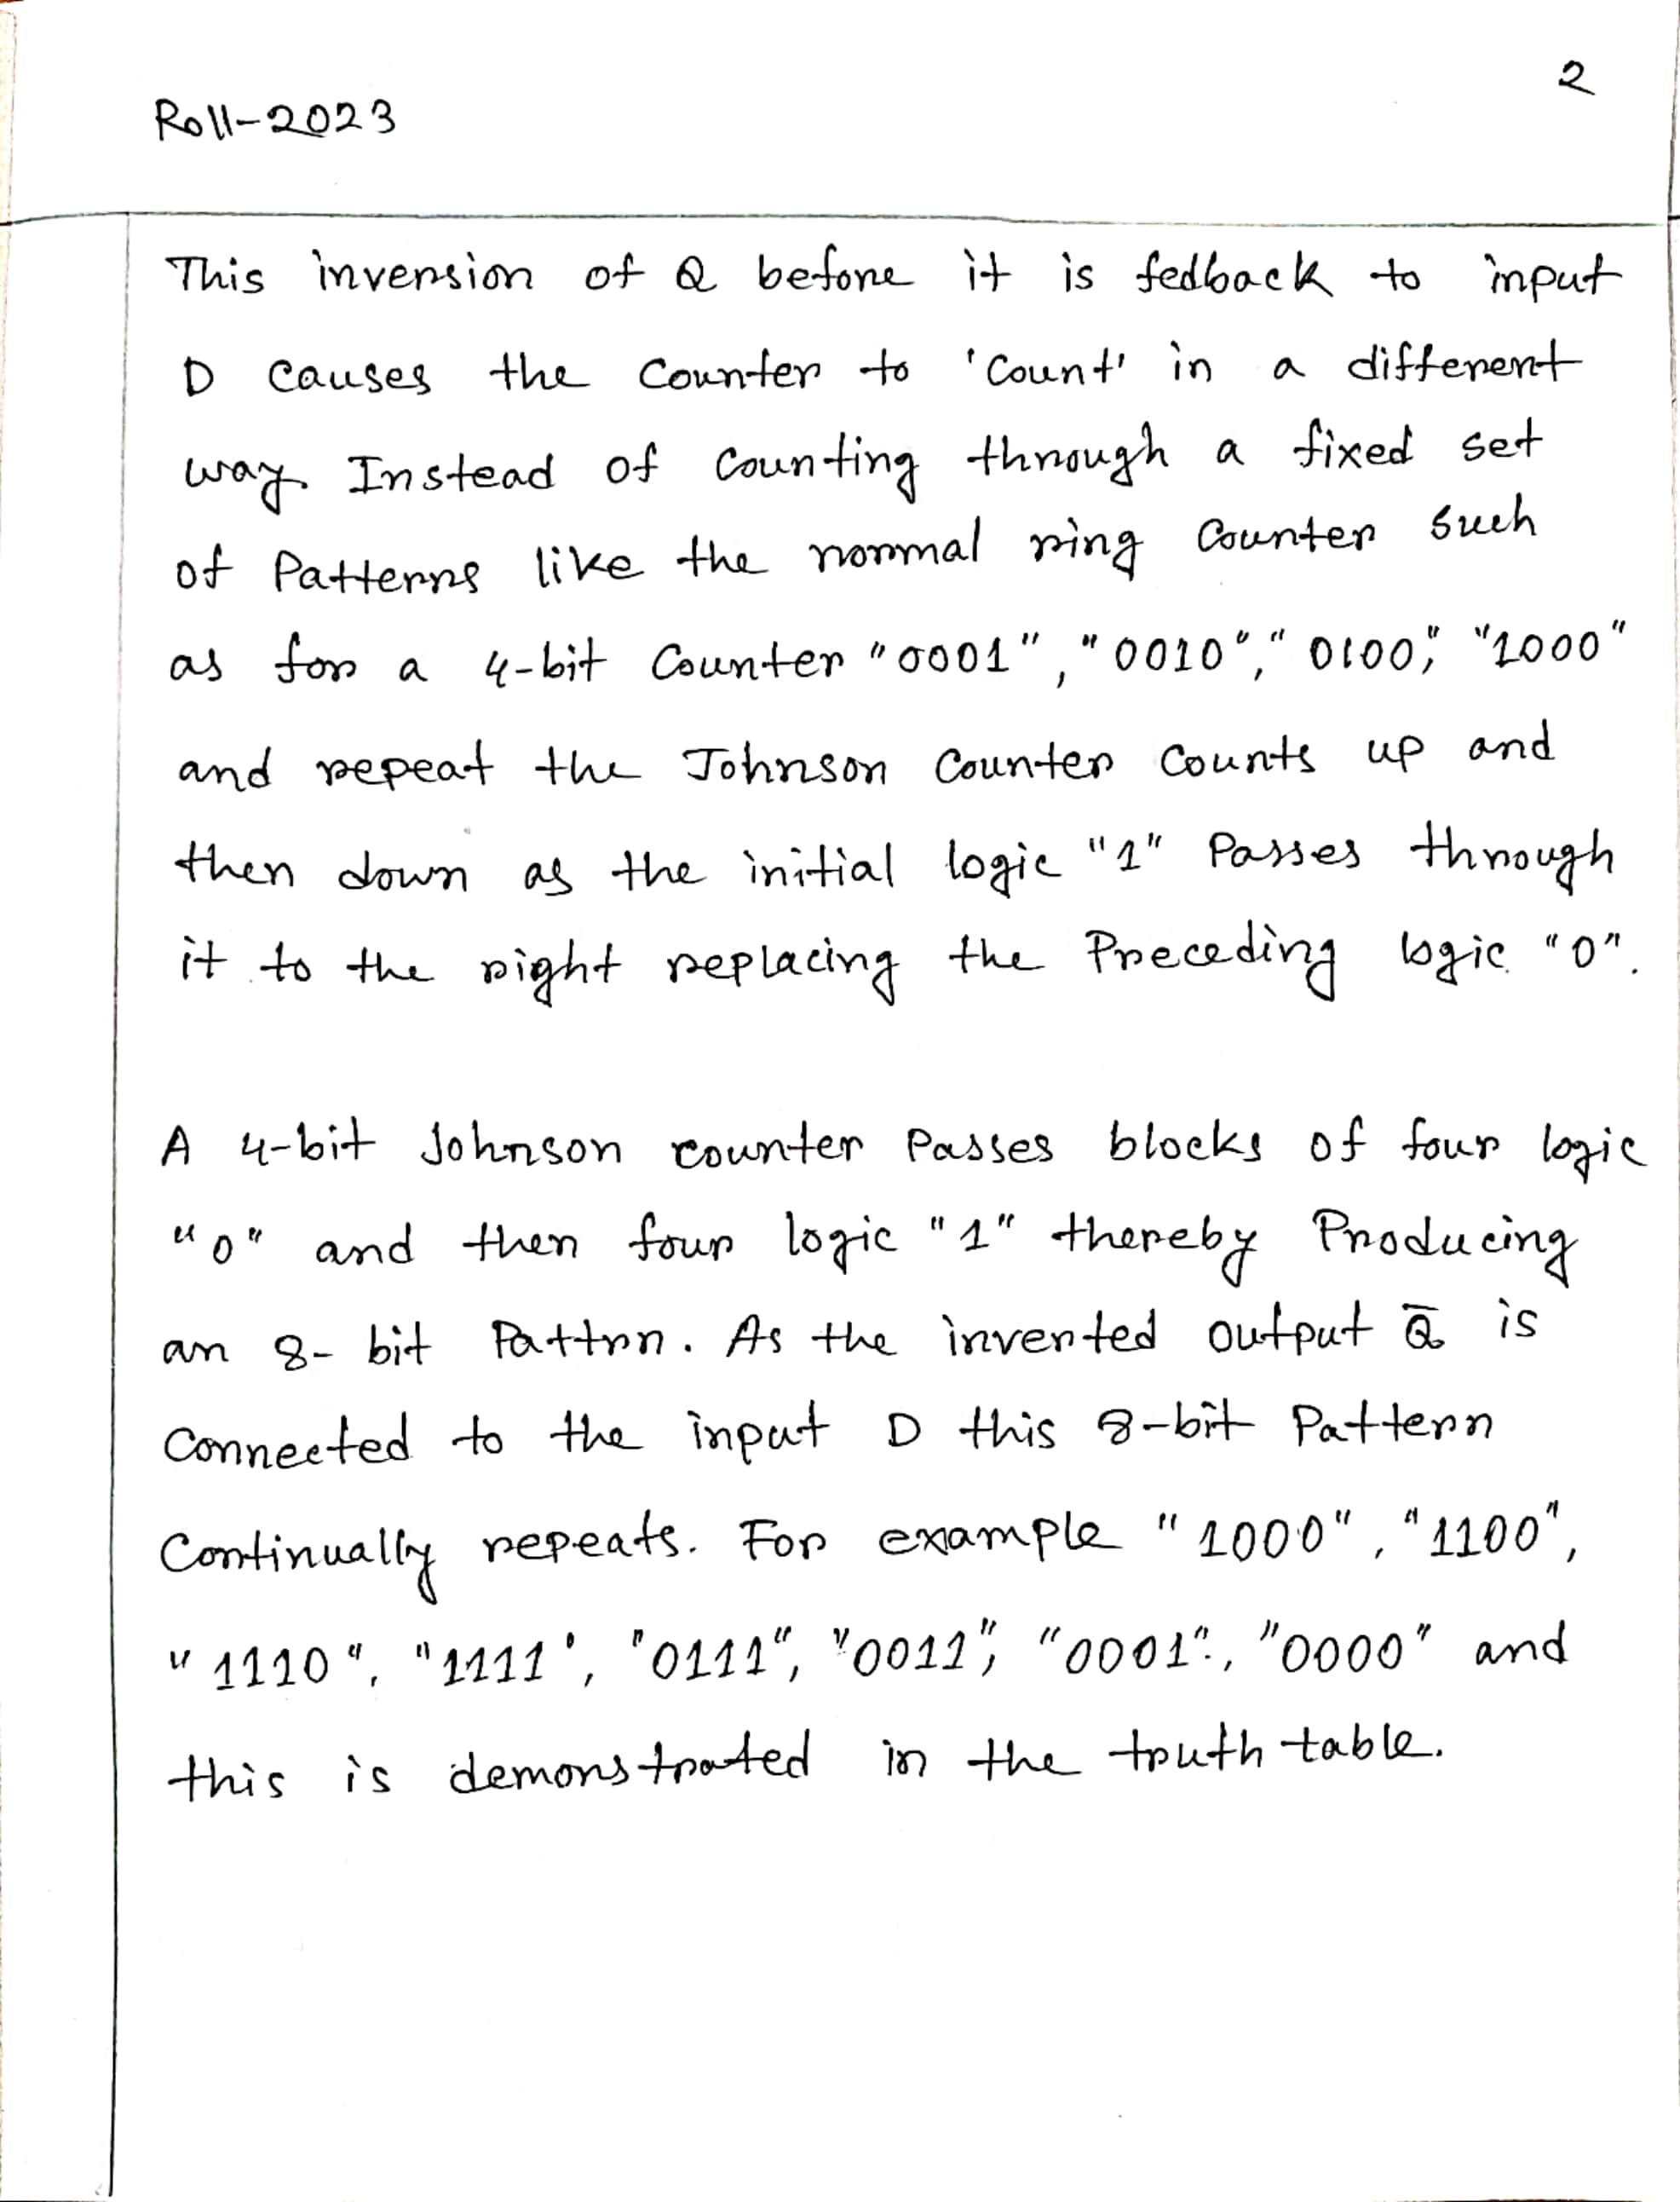 2
Roll-2023
This inversion of Q before it is fedback to input
D causes the Counter to 'Count' in a different
way. Instead of Counting through a fixed set
of Patterns like the normal ring Counter such
as for a 4-bit Counter "0001", "0010", "0100", "1000"
and repeat the Johnson Counter Counts up and
then down as the initial logic "1" Passes through
it to the right replacing the Preceding logic "0".
A 4-bit Johnson counter Passes blocks of four logic
"0" and then four logic "1" thereby Producing
an 8-bit Pattrn. As the inverted output Q̅ is
Connected to the input D this 8-bit Pattern
Continually repeats. For example "1000", "1100",
"1110", "1111', "0111", "0011", "0001", "0000" and
this is demonstrated in the truth table.